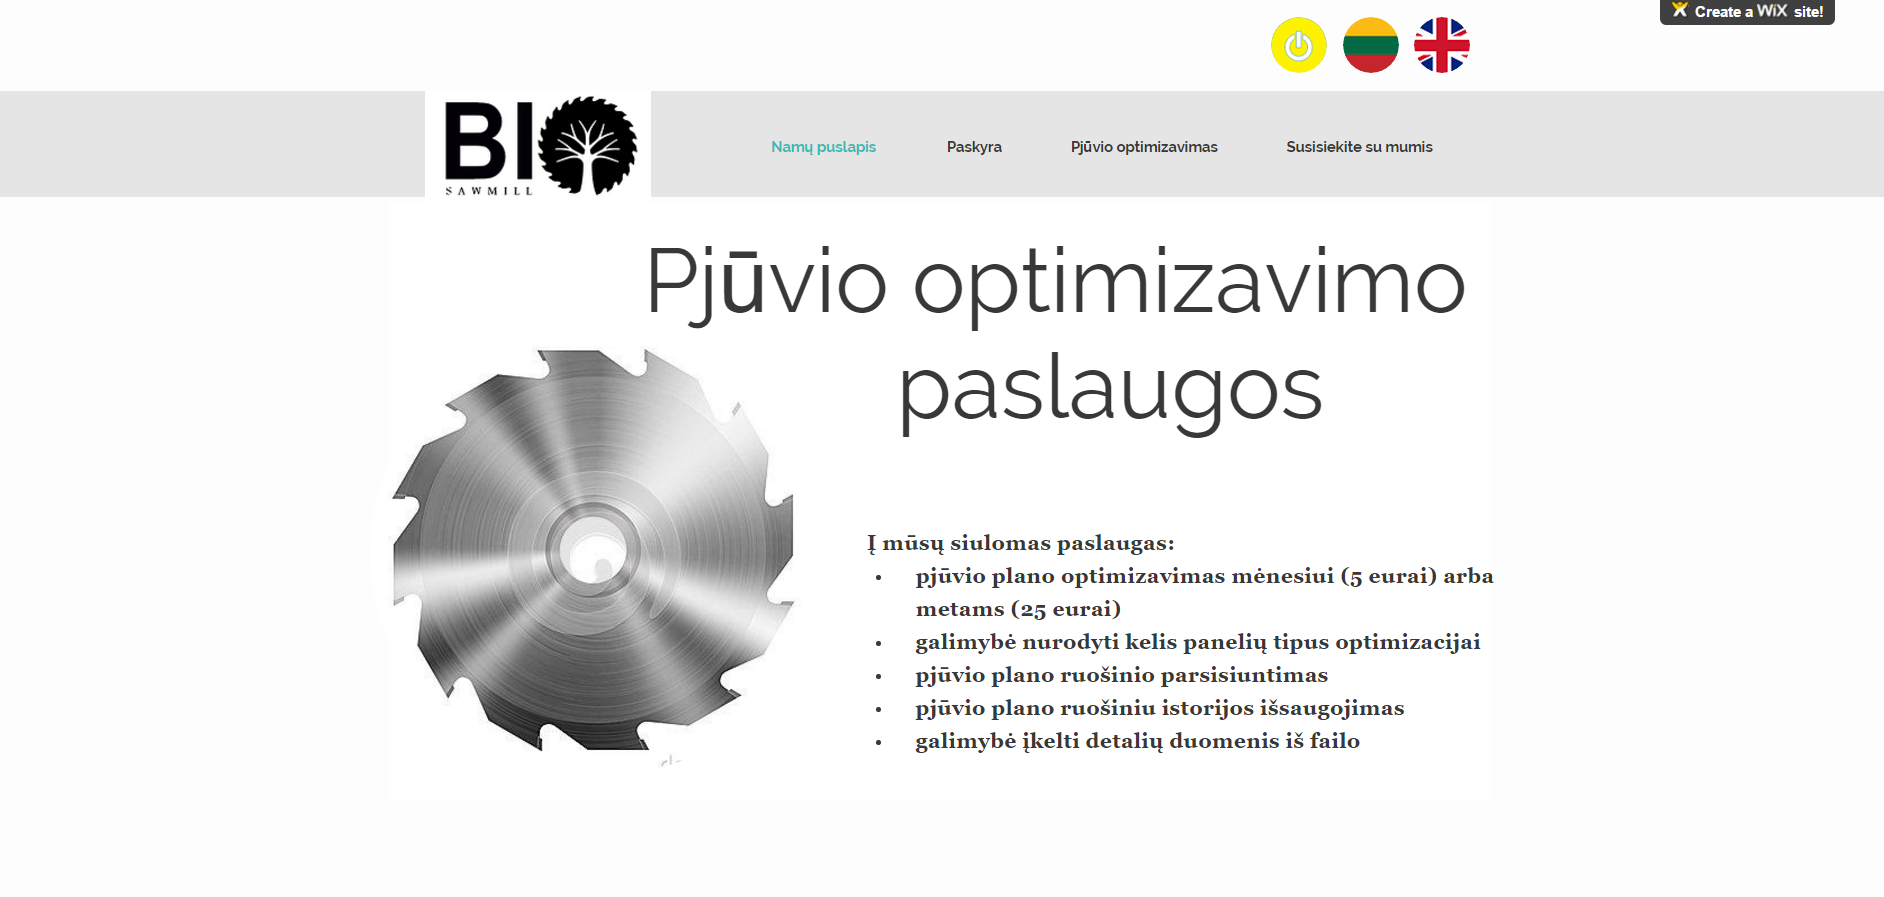 Create a WiX site!
BIO
SAWMILL
Namų puslapis
Paskyra
Pjūvio optimizavimas
Susisiekite su mumis
Pjūvio optimizavimo
paslaugos
Į mūsų siulomas paslaugas:
• pjūvio plano optimizavimas mėnesiui (5 eurai) arba
metams (25 eurai)
• galimybė nurodyti kelis panelių tipus optimizacijai
• pjūvio plano ruošinio parsisiuntimas
• pjūvio plano ruošiniu istorijos išsaugojimas
• galimybė įkelti detalių duomenis iš failo